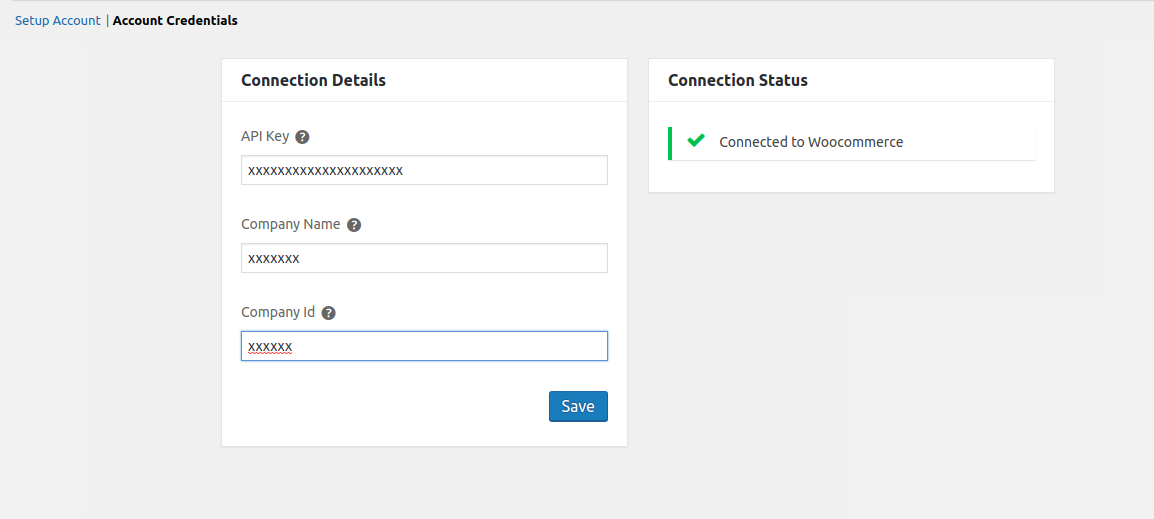 Setup Account | Account Credentials
Connection Details
API Key ?
xxxxxxxxxxxxxxxxxxxxx
Company Name ?
xxxxxxx
Company Id ?
xxxxxx
Save
Connection Status
Connected to Woocommerce